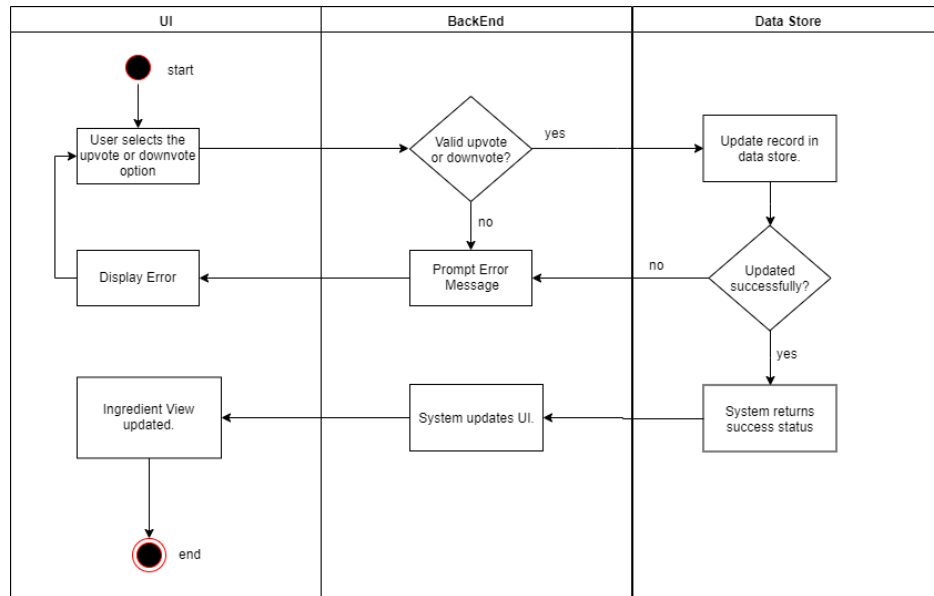 UI
BackEnd
Data Store
start
User selects the
upvote or downvote
option
Valid upvote
or downvote?
yes
Update record in
data store.
no
Display Error
Prompt Error
Message
no
Updated
successfully?
yes
Ingredient View
updated.
System updates UI.
System returns
success status
end